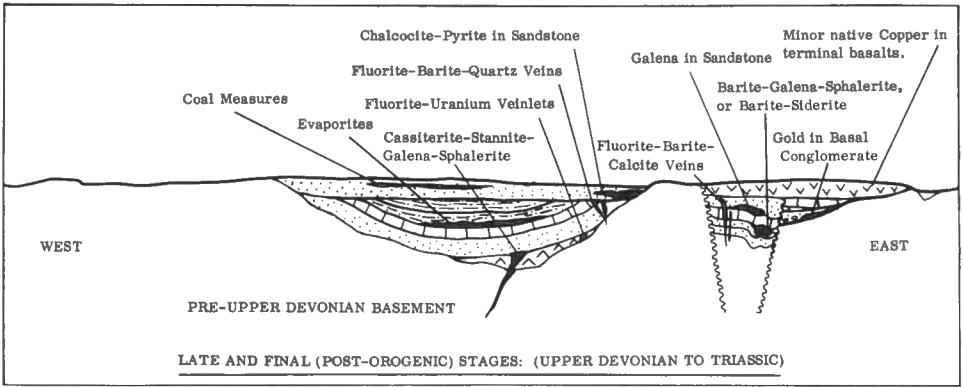 Chalcocite-Pyrite in Sandstone
Fluorite-Barite-Quartz Veins
Coal Measures
Fluorite-Uranium Veinlets
Evaporites
Cassiterite-Stannite-
Galena-Sphalerite
Minor native Copper in
terminal basalts.
Galena in Sandstone
Barite-Galena-Sphalerite,
or Barite-Siderite
Fluorite-Barite-
Calcite Veins
Gold in Basal
Conglomerate
WEST
EAST
PRE-UPPER DEVONIAN BASEMENT
LATE AND FINAL (POST-OROGENIC) STAGES: (UPPER DEVONIAN TO TRIASSIC)